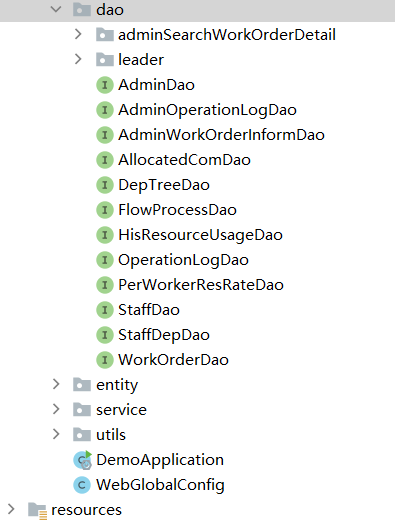 dao
adminSearchWorkOrderDetail
leader
AdminDao
AdminOperationLogDao
AdminWorkOrderInformDao
AllocatedComDao
DepTreeDao
FlowProcessDao
HisResourceUsageDao
OperationLogDao
PerWorkerResRateDao
StaffDao
StaffDepDao
WorkOrderDao
entity
service
utils
DemoApplication
WebGlobalConfig
resources